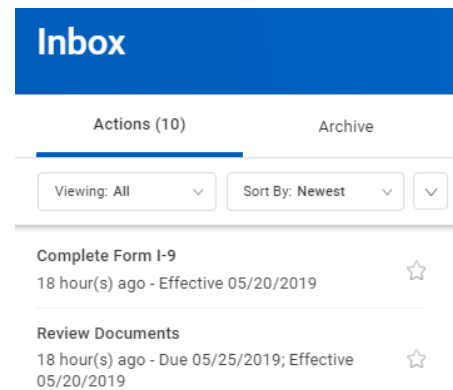 Inbox
Actions (10)
Archive
Viewing: All
Sort By: Newest
Complete Form I-9
18 hour(s) ago - Effective 05/20/2019
Review Documents
18 hour(s) ago - Due 05/25/2019; Effective
05/20/2019